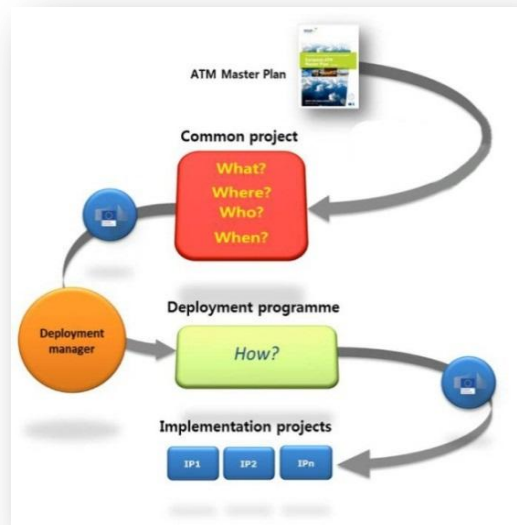 ATM Master Plan
Common project
What?
Where?
Who?
When?
Deployment programme
Deployment
manager
How?
Implementation projects
IP1 IP2 IPn